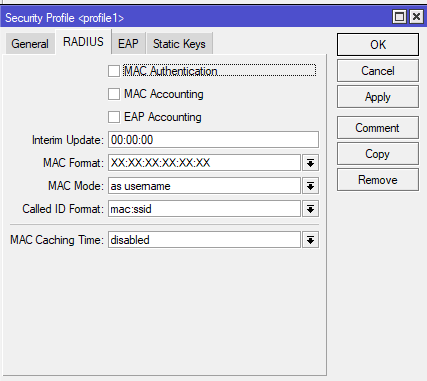 Security Profile <profile1>
General RADIUS EAP Static Keys
MAC Authentication
MAC Accounting
EAP Accounting
Interim Update: 00:00:00
MAC Format: XX:XX:XX:XX:XX:XX
MAC Mode: as username
Called ID Format: mac:ssid
MAC Caching Time: disabled
OK
Cancel
Apply
Comment
Copy
Remove